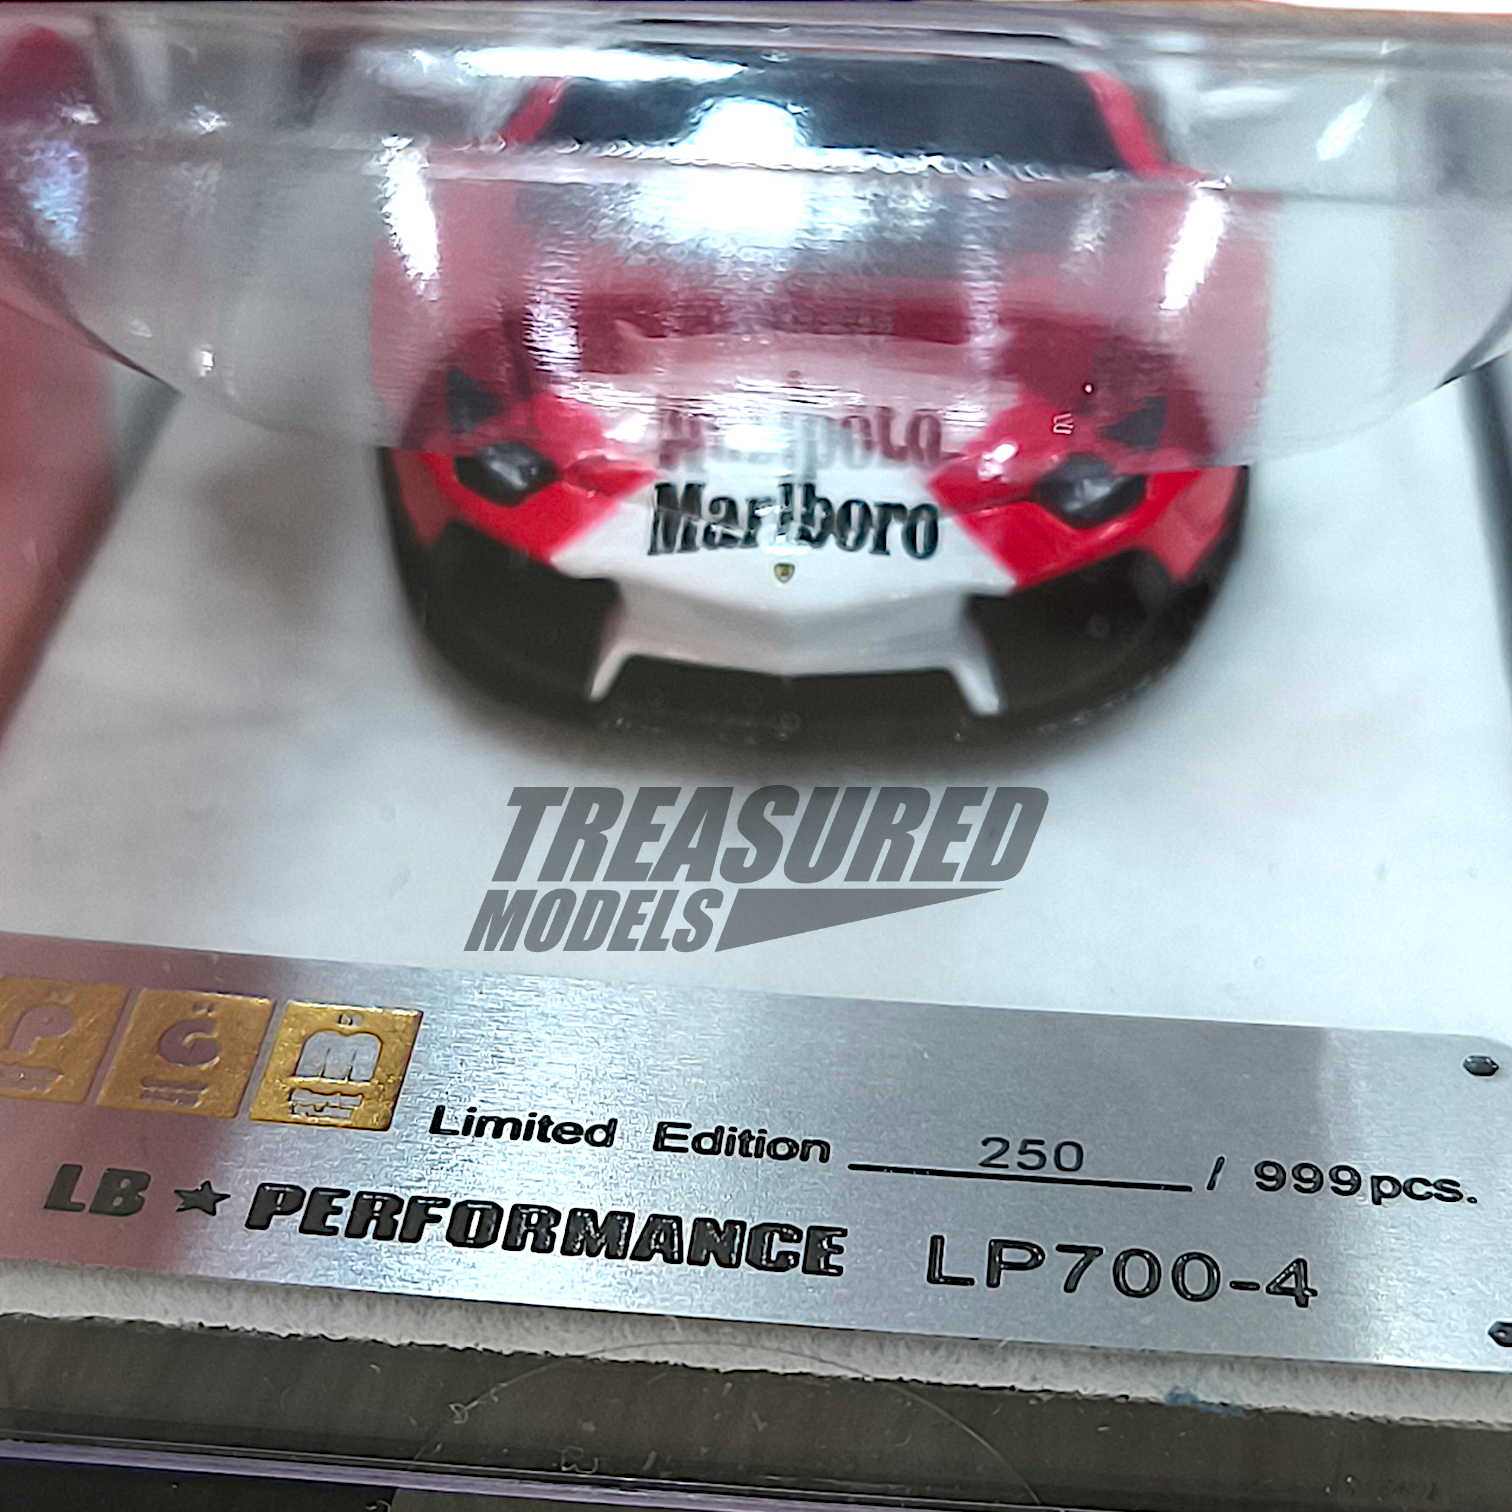 Marlboro
TREASURED
MODELS
P G M
Limited Edition 250 / 999pcs.
LB★PERFORMANCE LP700-4